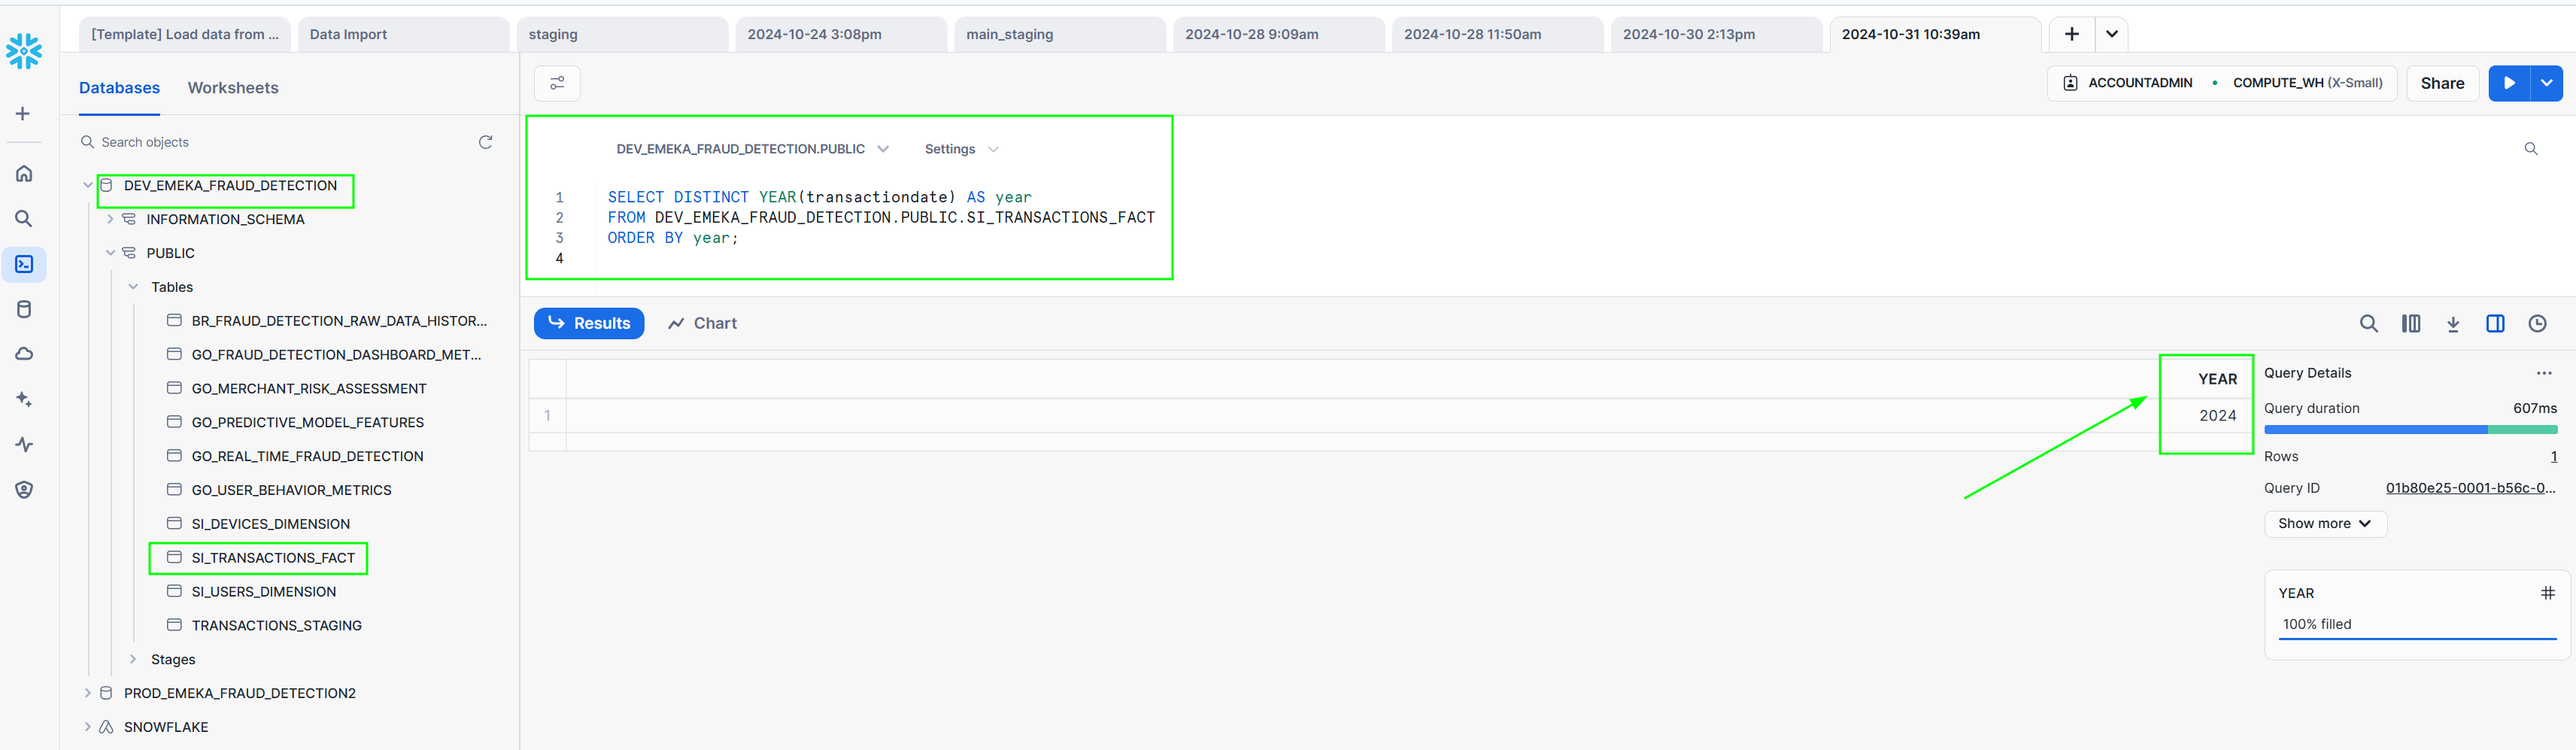 [Template] Load data from ...
Data Import
staging
2024-10-24 3:08pm
main_staging
2024-10-28 9:09am
2024-10-28 11:50am
2024-10-30 2:13pm
2024-10-31 10:39am
Databases
Worksheets
ACCOUNTADMIN
COMPUTE_WH (X-Small)
Share
Search objects
DEV_EMEKA_FRAUD_DETECTION
INFORMATION_SCHEMA
PUBLIC
Tables
BR_FRAUD_DETECTION_RAW_DATA_HISTOR...
GO_FRAUD_DETECTION_DASHBOARD_MET...
GO_MERCHANT_RISK_ASSESSMENT
GO_PREDICTIVE_MODEL_FEATURES
GO_REAL_TIME_FRAUD_DETECTION
GO_USER_BEHAVIOR_METRICS
SI_DEVICES_DIMENSION
SI_TRANSACTIONS_FACT
SI_USERS_DIMENSION
TRANSACTIONS_STAGING
Stages
PROD_EMEKA_FRAUD_DETECTION2
SNOWFLAKE
DEV_EMEKA_FRAUD_DETECTION.PUBLIC
Settings
1 SELECT DISTINCT YEAR(transactiondate) AS year
2 FROM DEV_EMEKA_FRAUD_DETECTION.PUBLIC.SI_TRANSACTIONS_FACT
3 ORDER BY year;
4
Results
Chart
YEAR
1 2024
Query Details
Query duration 607ms
Rows 1
Query ID 01b80e25-0001-b56c-0...
Show more
YEAR
100% filled